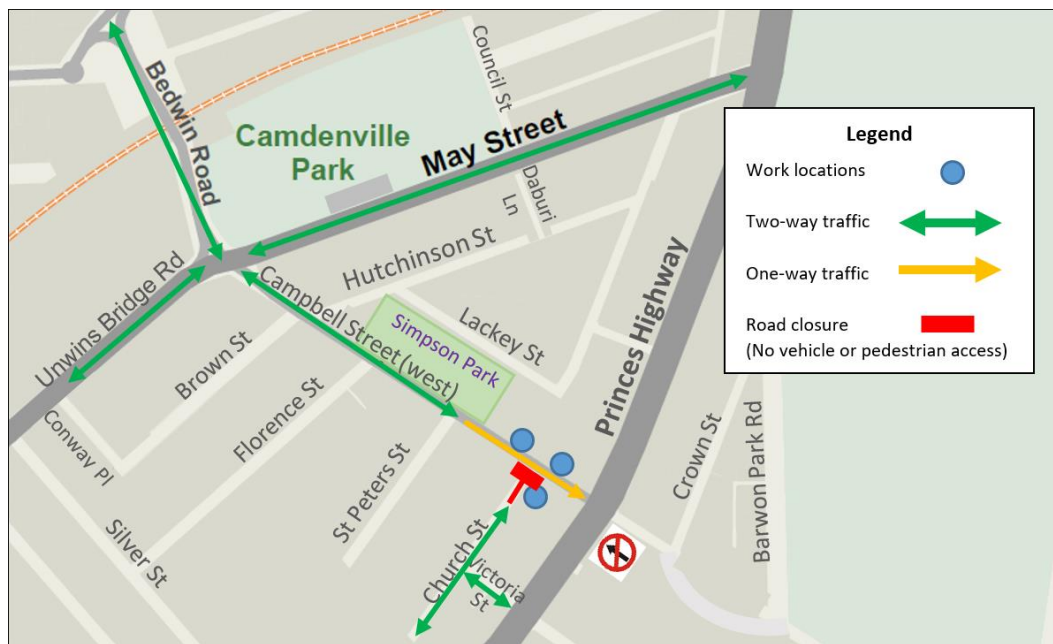 Council St
Bedwin Road
Camdenville
Park
May Street
Daburi
Ln
Hutchinson St
Unwins Bridge Rd
Campbell Street (west)
Simpson Park
Lackey St
Princes Highway
Brown St
Florence St
St Peters St
Conway Pl
Silver St
Church St
Victoria
St
Crown St
Barwon Park Rd
Legend
Work locations
Two-way traffic
One-way traffic
Road closure
(No vehicle or pedestrian access)